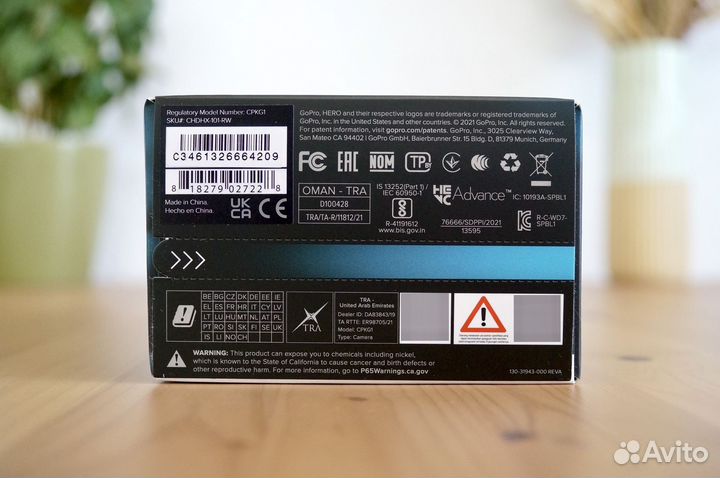 Regulatory Model Number: CPKG1
SKU#: CHDHX-101-RW
C3461326664209
8 18279 02722 8
Made in China.
Hecho en China.
UK
CA
CE
GoPro, HERO and their respective logos are trademarks or registered trademarks of
GoPro, Inc. in the United States and other countries. © 2021 GoPro, Inc. All rights reserved.
For patent information, visit gopro.com/patents. GoPro, Inc., 3025 Clearview Way,
San Mateo CA 94402 | GoPro GmbH, Baierbrunner Str. 15 Bldg. D, 81379 Munich, Germany
FC EAC NOM TP
OMAN - TRA
D100428
TRA/TA-R/11812/21
IS 13252(Part 1) /
IEC 60950-1
R-41191612
www.bis.gov.in
HEVC Advance™
IC: 10193A-SPBL1
76666/SDPPI/2021
13595
R-C-WD7-
SPBL1
BE BG CZ DK DE EE IE
EL ES FR HR IT CY LV
LT LU HU MT NL AT PL
PT RO SI SK FI SE UK
IS LI NO CH
TRA
TRA -
United Arab Emirates
Dealer ID: DA83843/19
TA RTTE: ER98705/21
Model: CPKG1
Type: Camera
WARNING: This product can expose you to chemicals including nickel,
which is known to the State of California to cause cancer and birth defects or
other reproductive harm. For more information, go to P65Warnings.ca.gov
130-31943-000 REVA
Avito